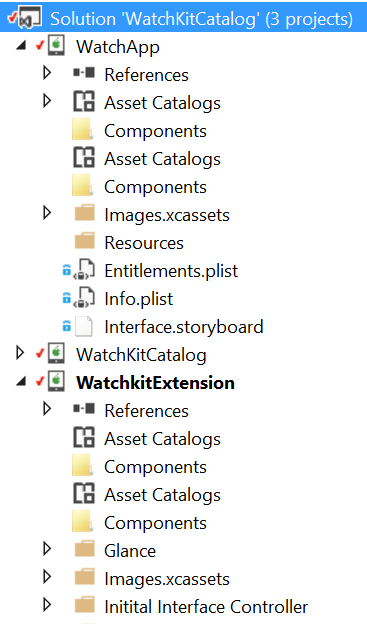 Solution 'WatchKitCatalog' (3 projects)
WatchApp
References
Asset Catalogs
Components
Asset Catalogs
Components
Images.xcassets
Resources
Entitlements.plist
Info.plist
Interface.storyboard
WatchKitCatalog
WatchkitExtension
References
Asset Catalogs
Components
Asset Catalogs
Components
Glance
Images.xcassets
Initital Interface Controller